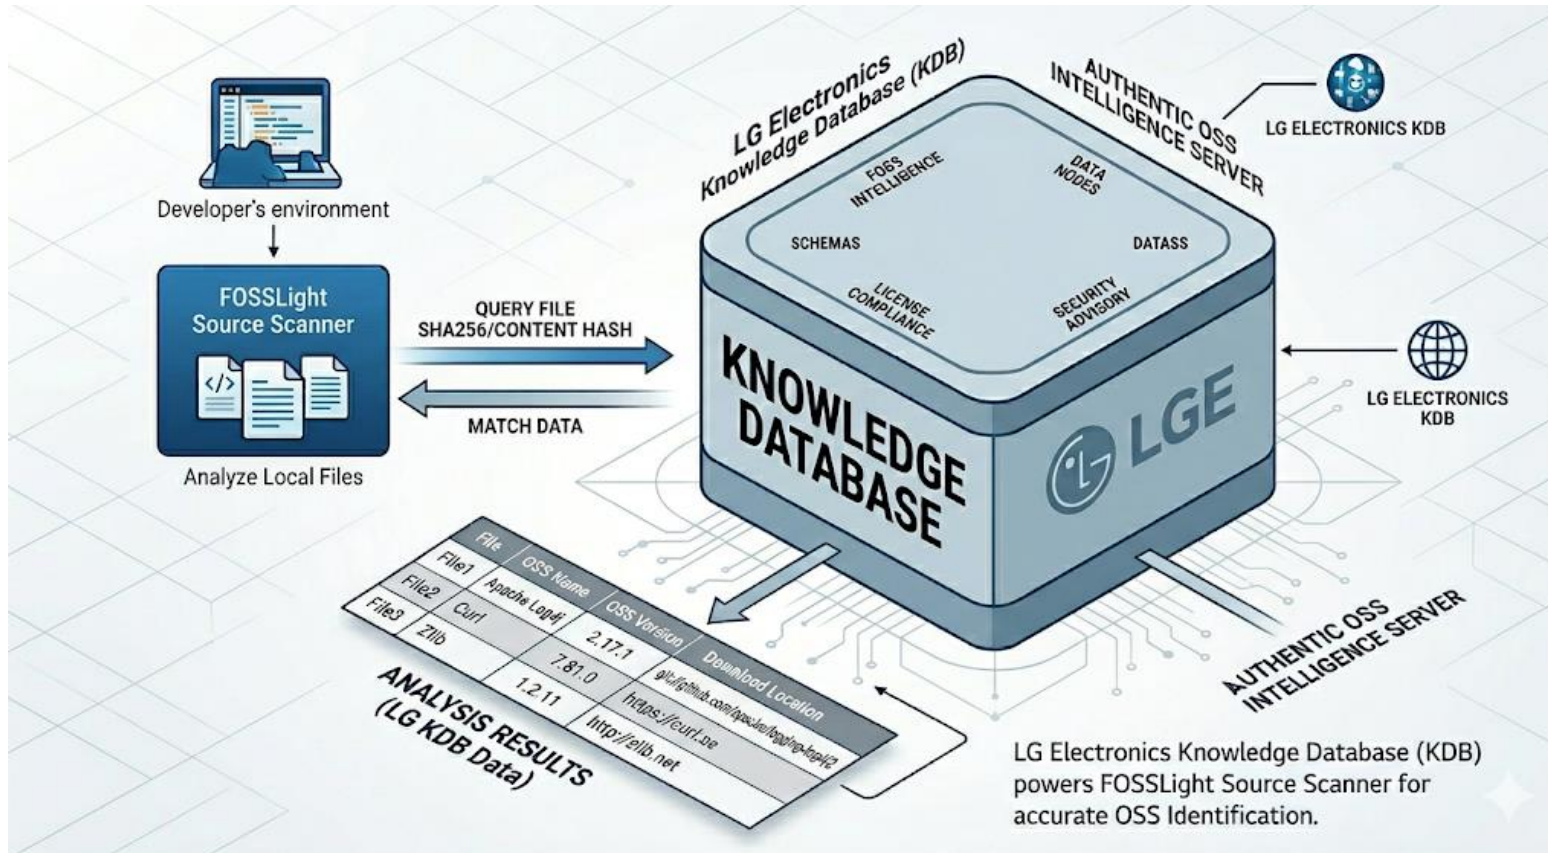 LG Electronics
Knowledge Database (KDB)
AUTHENTIC OSS
INTELLIGENCE SERVER
LG ELECTRONICS KDB
Developer's environment
FOSSLight
Source Scanner
</>
Analyze Local Files
QUERY FILE
SHA256/CONTENT HASH
MATCH DATA
FOGS
INTELLIBENCE
DATA
NODES
SCHEMAS
DATASS
LICENSE
COMPLIANCE
SECURITY
ADVISORY
KNOWLEDGE
DATABASE
LGE
LG ELECTRONICS
KDB
File OSS Name OSS Version Download Location
File1 Apache Log4j 2.17.1
File2 Curl 7.81.0 https://curl.se
File3 Zlib 1.2.11 http://zlib.net
ANALYSIS RESULTS
(LG KDB Data)
AUTHENTIC OSS
INTELLIGENCE SERVER
LG Electronics Knowledge Database (KDB)
powers FOSSLight Source Scanner for
accurate OSS Identification.